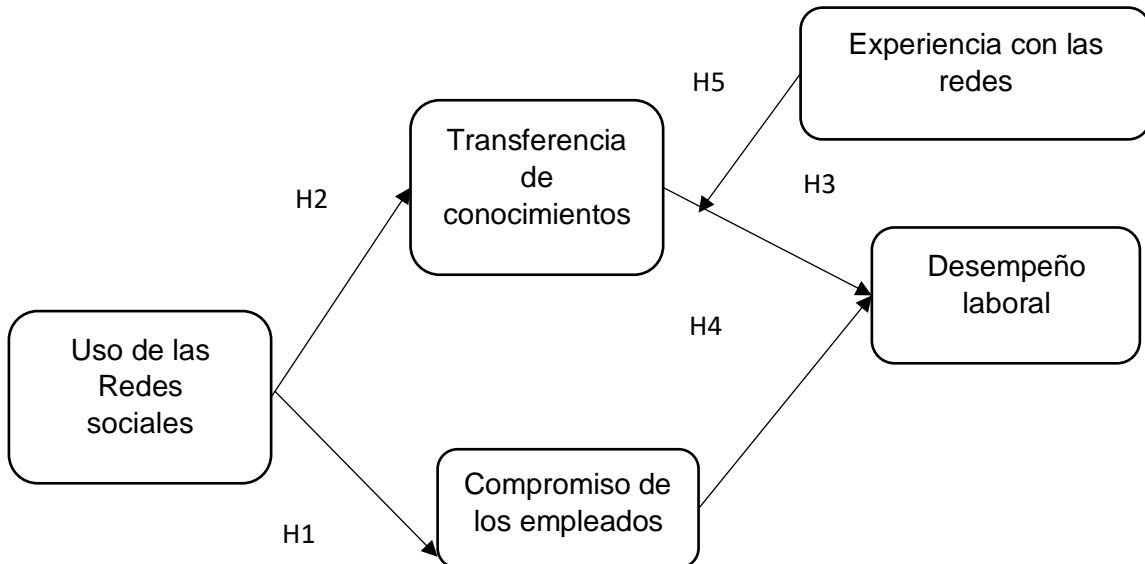 Experiencia con las
redes
H5
Transferencia
de
conocimientos
H3
H2
Desempeño
laboral
H4
Uso de las
Redes
sociales
Compromiso de
los empleados
H1